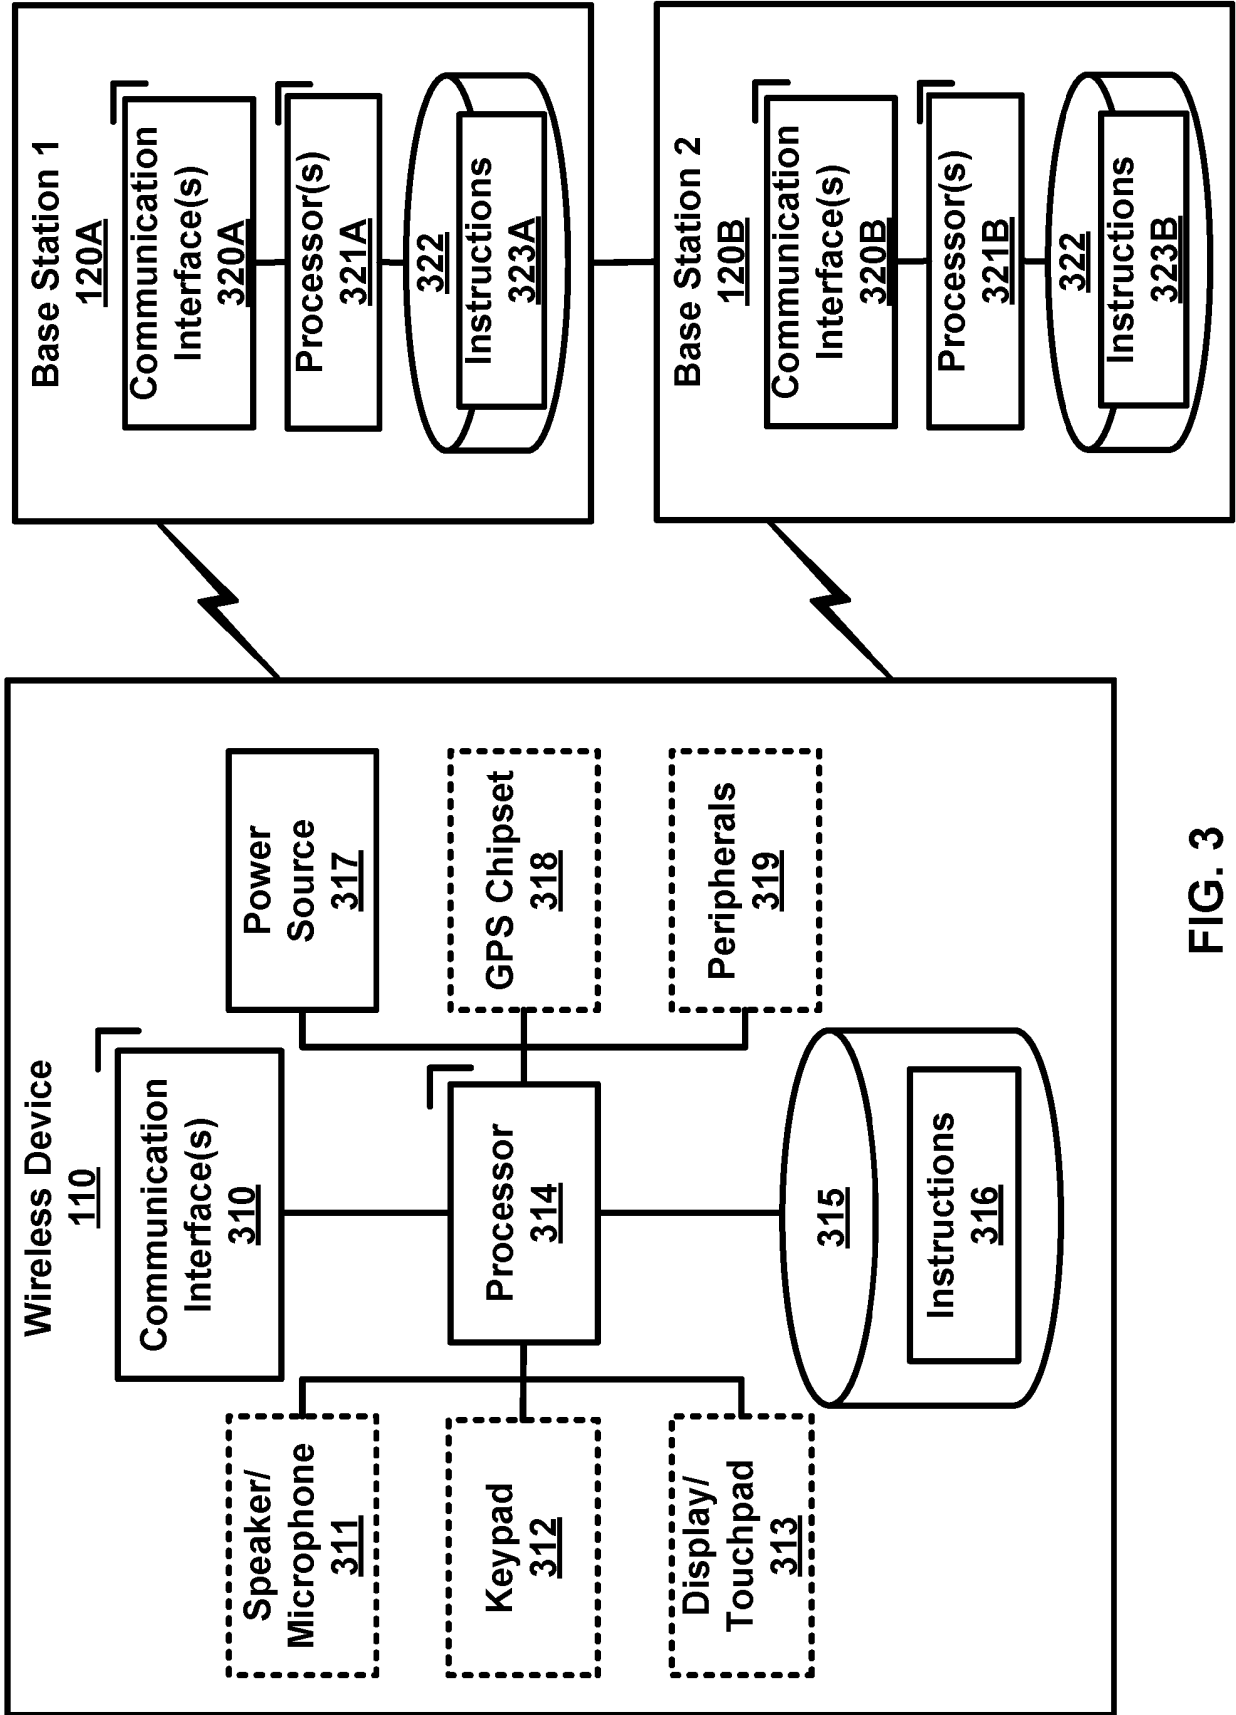 Wireless Device
110
Communication
Interface(s)
310
Speaker/
Microphone
311
Power
Source
317
Keypad
312
Processor
314
GPS Chipset
318
Display/
Touchpad
313
Peripherals
319
315
Instructions
316
Base Station 1
120A
Communication
Interface(s)
320A
Processor(s)
321A
322
Instructions
323A
Base Station 2
120B
Communication
Interface(s)
320B
Processor(s)
321B
322
Instructions
323B
FIG. 3